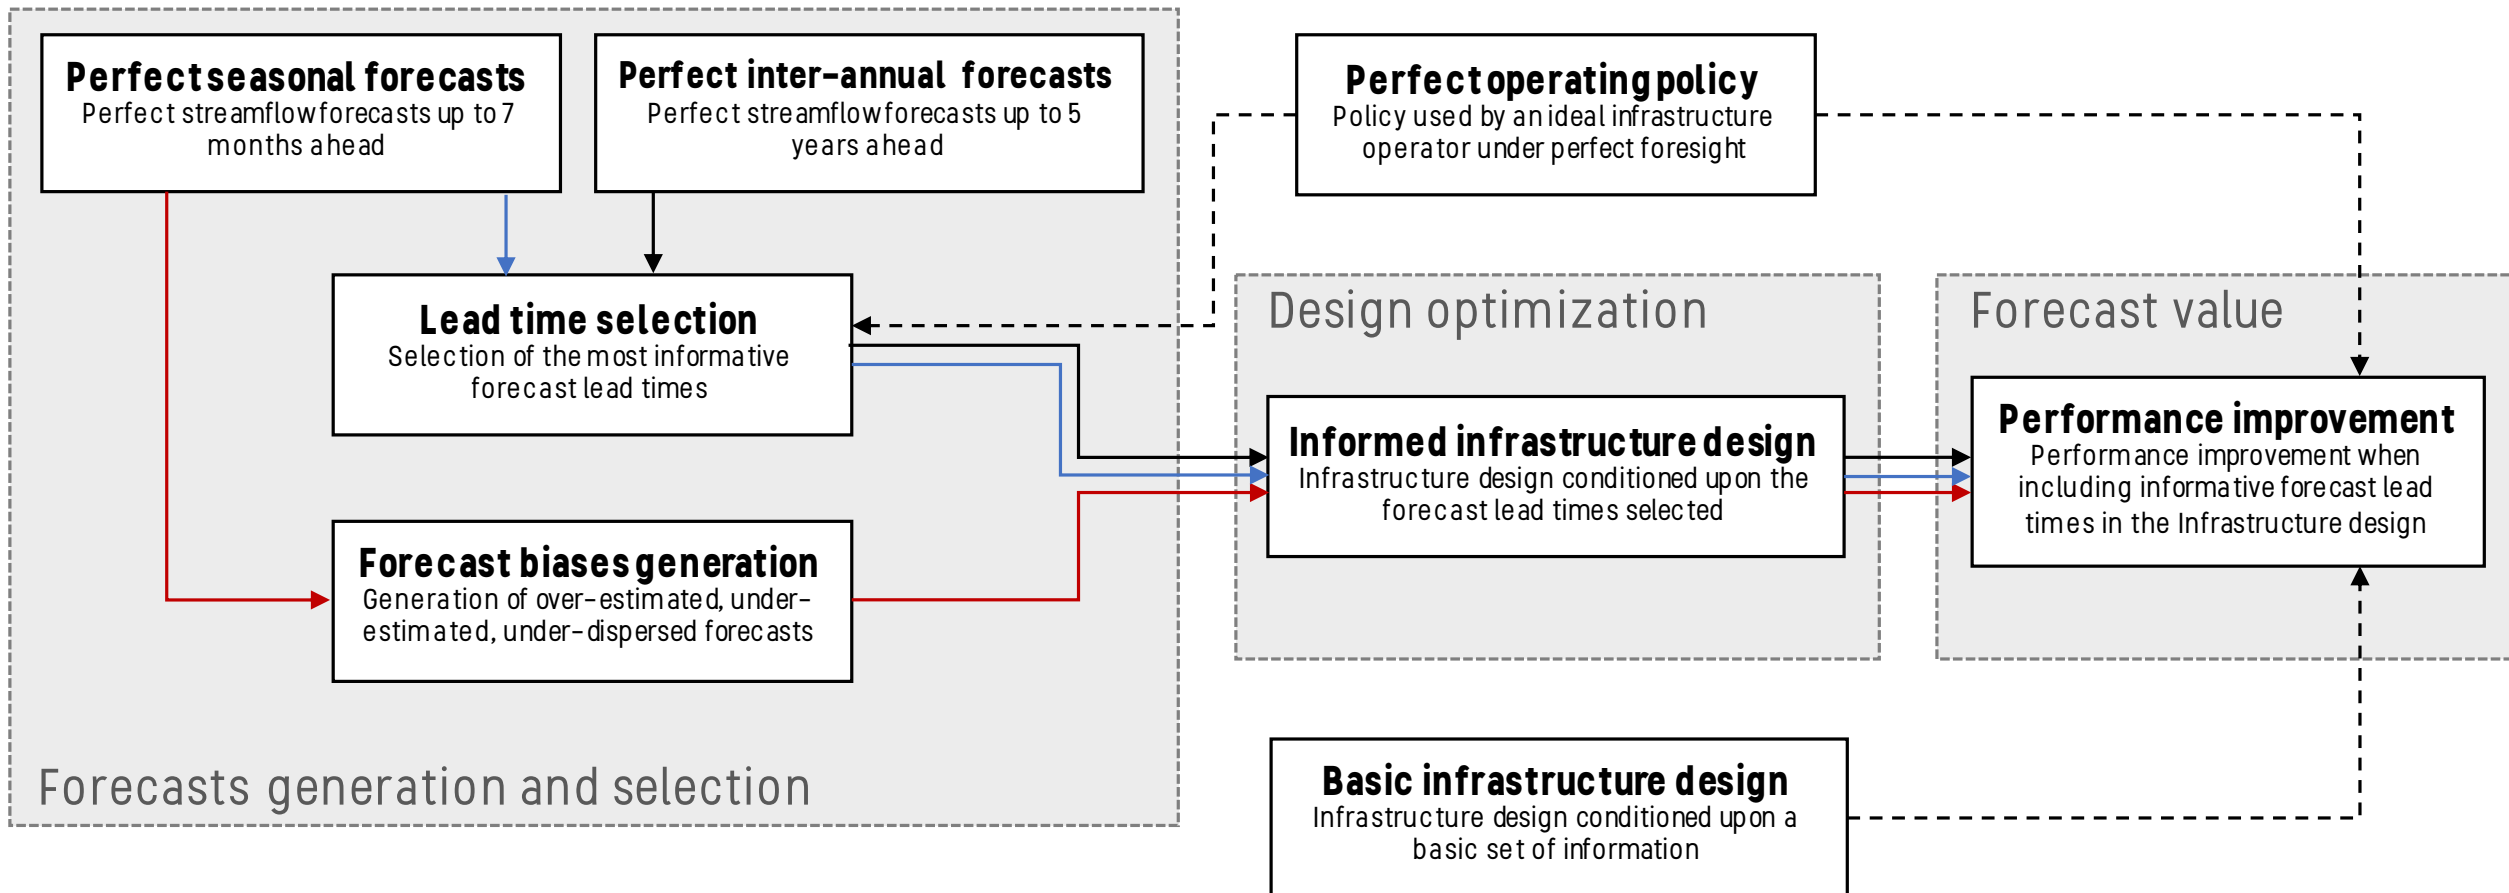 Perfect seasonal forecasts
Perfect streamflow forecasts up to 7
months ahead
Perfect inter-annual forecasts
Perfect streamflow forecasts up to 5
years ahead
Perfect operating policy
Policy used by an ideal infrastructure
operator under perfect foresight
Lead time selection
Selection of the most informative
forecast lead times
Design optimization
Forecast value
Informed infrastructure design
Infrastructure design conditioned upon the
forecast lead times selected
Performance improvement
Performance improvement when
including informative forecast lead
times in the Infrastructure design
Forecast biases generation
Generation of over-estimated, under-
estimated, under-dispersed forecasts
Forecasts generation and selection
Basic infrastructure design
Infrastructure design conditioned upon a
basic set of information